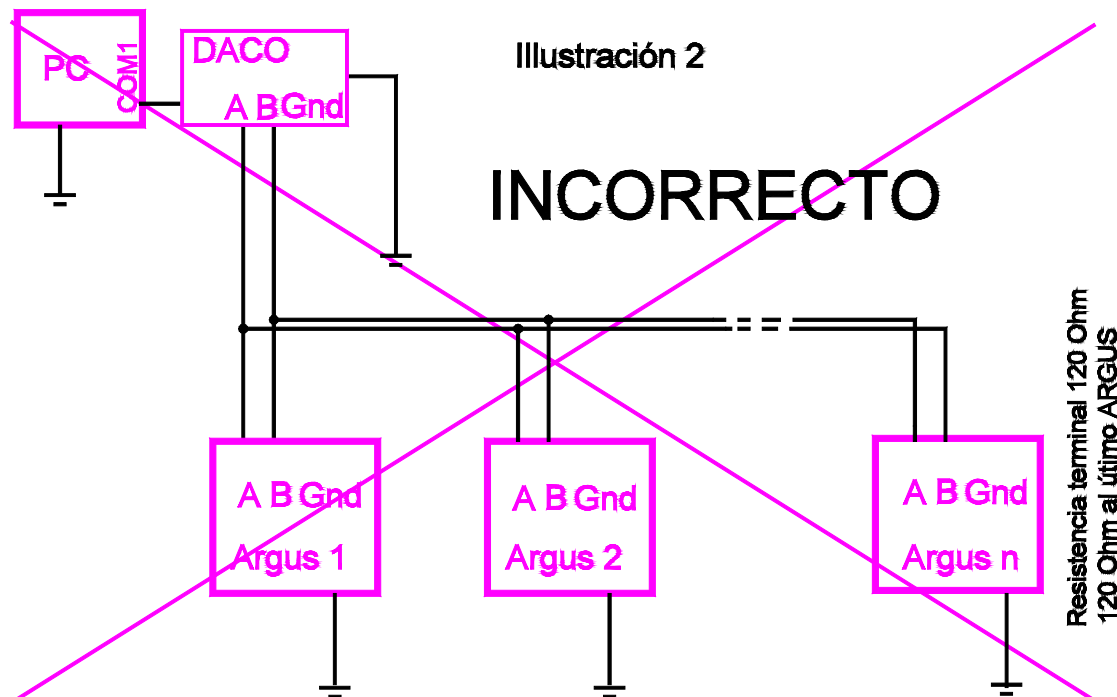 PC
COM1
DACO
A B Gnd
Illustración 2
INCORRECTO
A B Gnd
Argus 1
A B Gnd
Argus 2
A B Gnd
Argus n
Resistencia terminal 120 Ohm
120 Ohm al útimo ARGUS